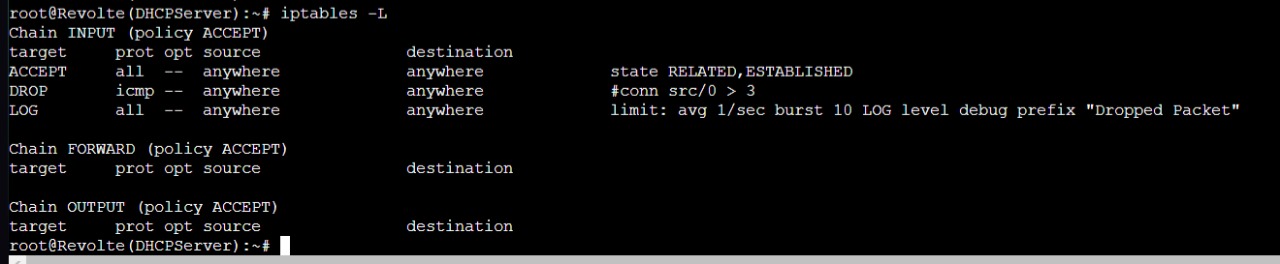 root@Revolte(DHCPServer):~# iptables -L
Chain INPUT (policy ACCEPT)
target     prot opt source               destination
ACCEPT     all  --  anywhere             anywhere             state RELATED,ESTABLISHED
DROP       icmp --  anywhere             anywhere             #conn src/0 > 3
LOG        all  --  anywhere             anywhere             limit: avg 1/sec burst 10 LOG level debug prefix "Dropped Packet"

Chain FORWARD (policy ACCEPT)
target     prot opt source               destination

Chain OUTPUT (policy ACCEPT)
target     prot opt source               destination
root@Revolte(DHCPServer):~#